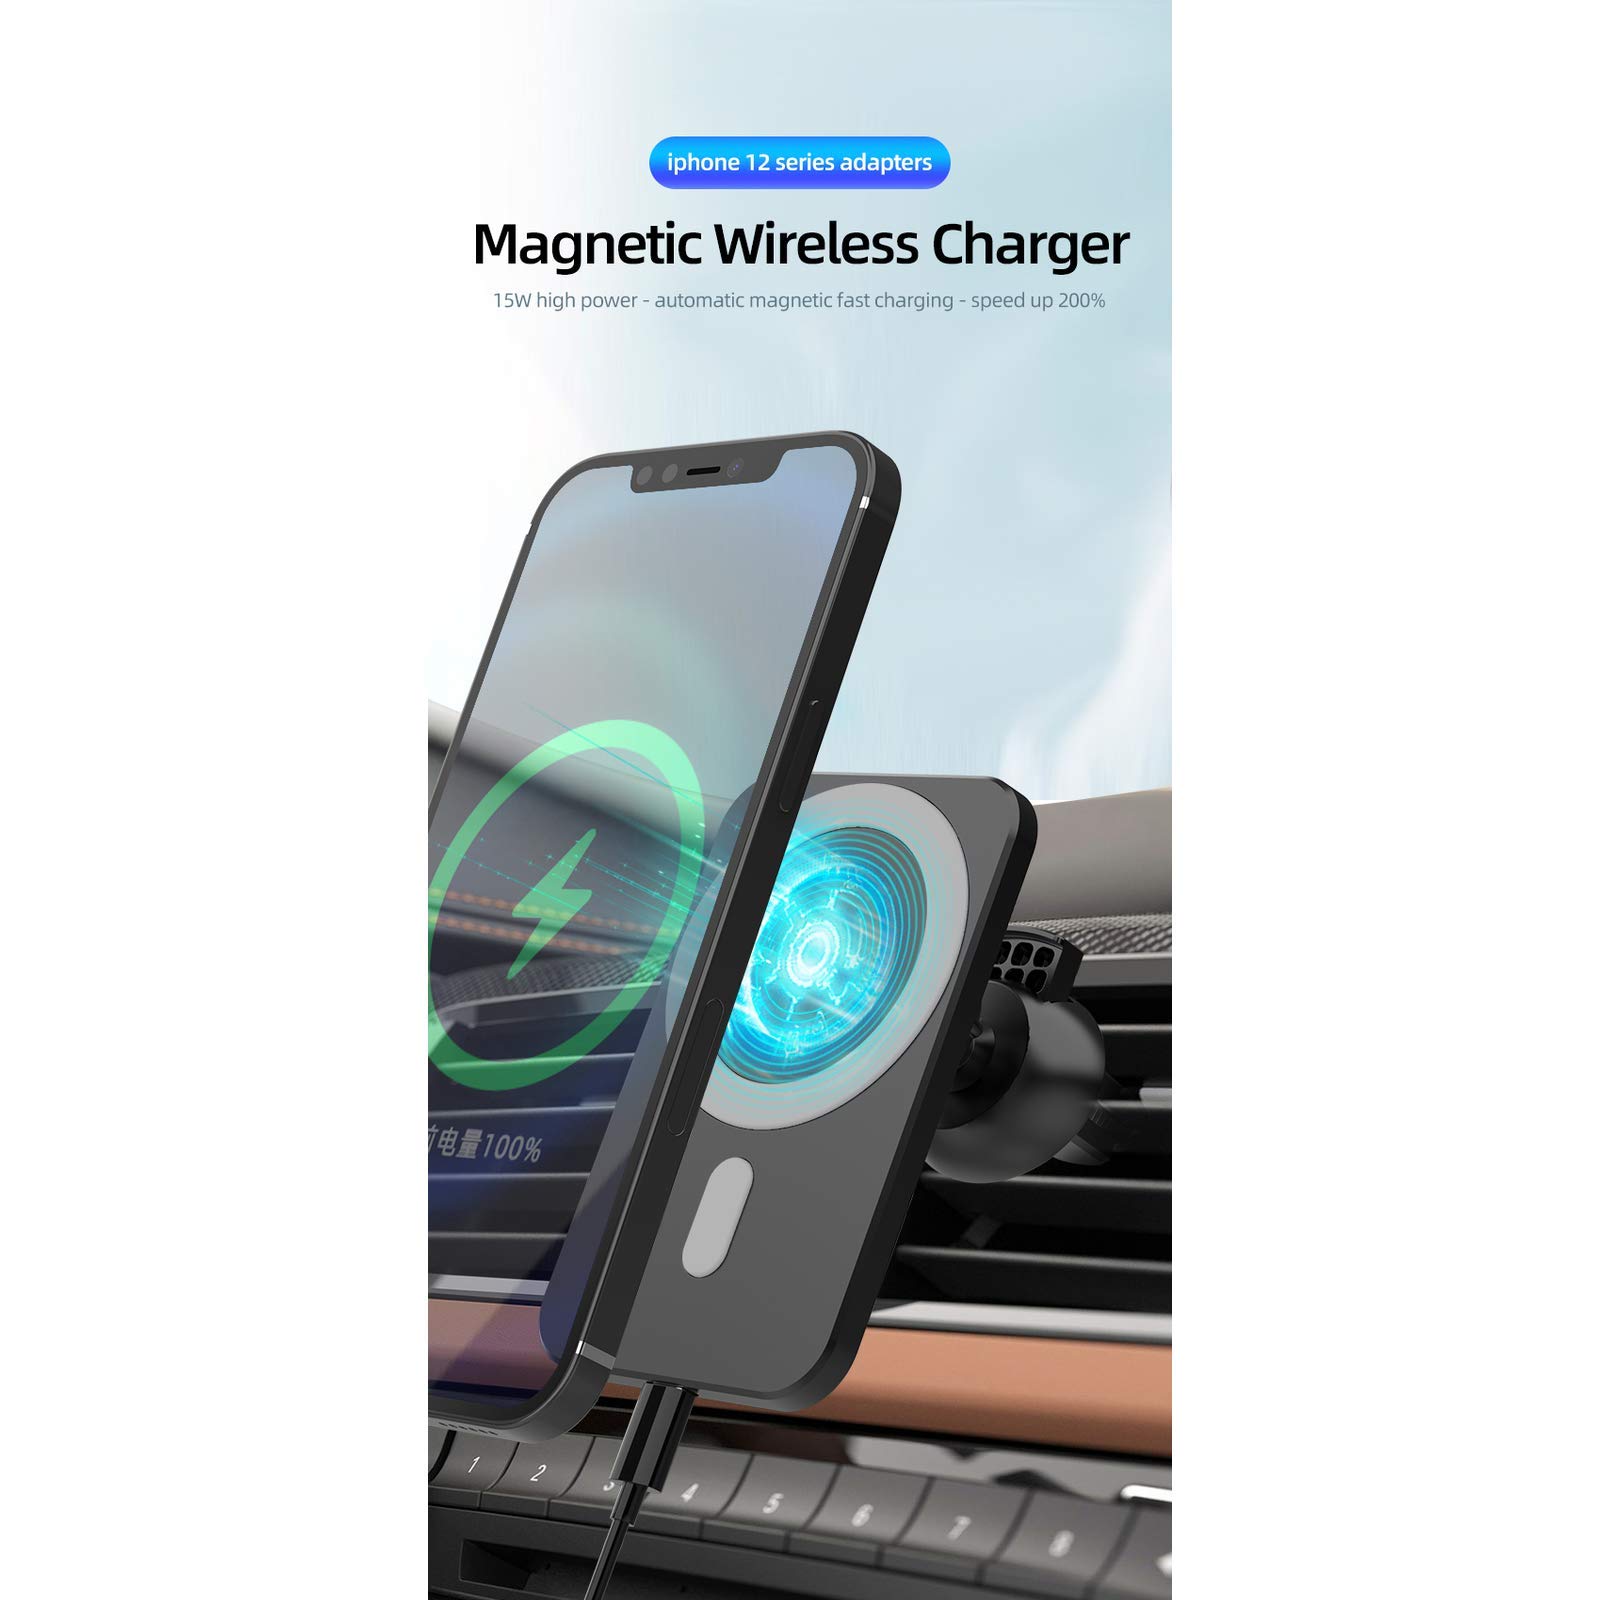 iphone 12 series adapters
Magnetic Wireless Charger
15W high power - automatic magnetic fast charging - speed up 200%
电量100%
1 2 3 4 5 6 7 8